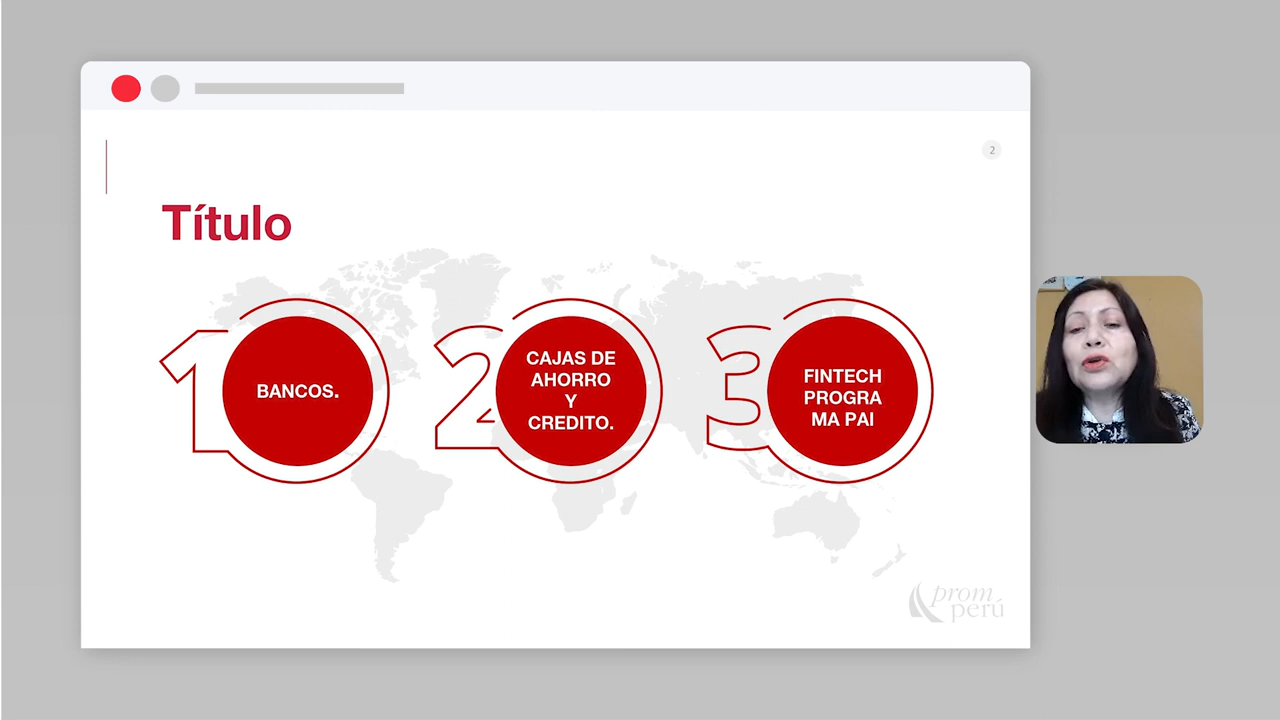 2
Título
1
BANCOS.
2
CAJAS DE
AHORRO
Y
CREDITO.
3
FINTECH
PROGRA
MA PAI
prom
perú